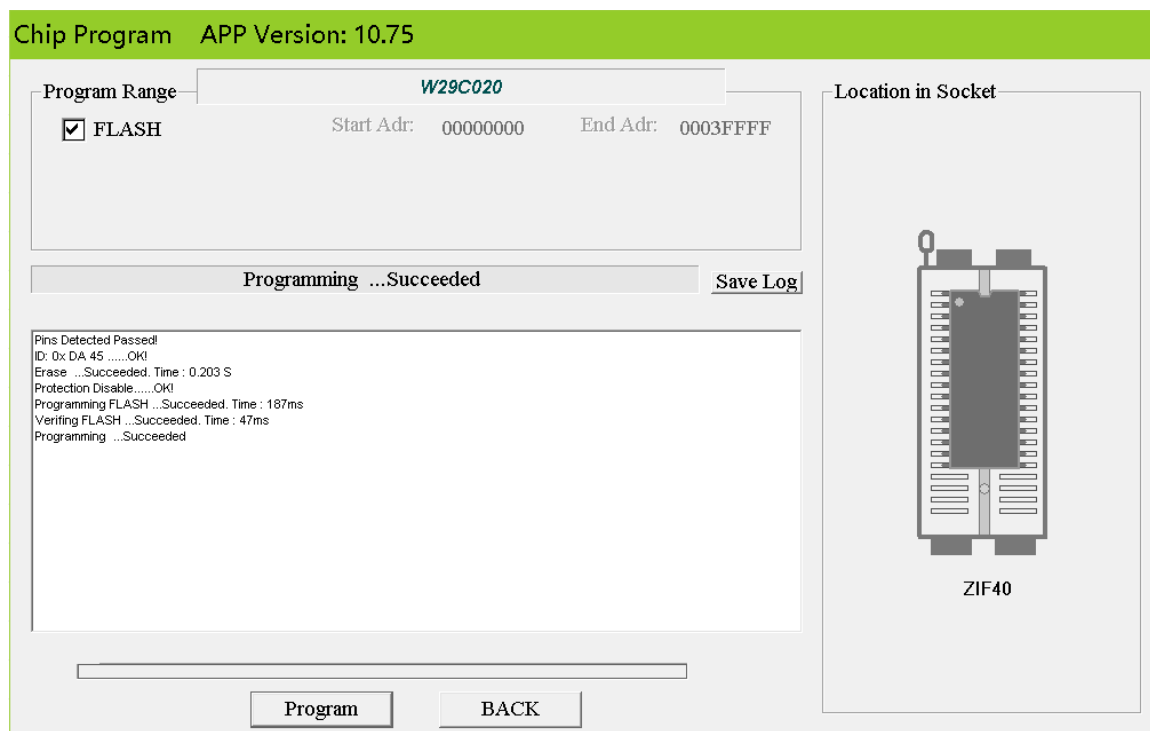 Chip Program APP Version: 10.75
Program Range
W29C020
FLASH Start Adr: 00000000 End Adr: 0003FFFF
Programming ...Succeeded
Save Log
Pins Detected Passed!
ID: 0x DA 45 ......OK!
Erase ...Succeeded. Time : 0.203 S
Protection Disable......OK!
Programming FLASH ...Succeeded. Time : 187ms
Verifing FLASH ...Succeeded. Time : 47ms
Programming ...Succeeded
Program BACK
Location in Socket
ZIF40